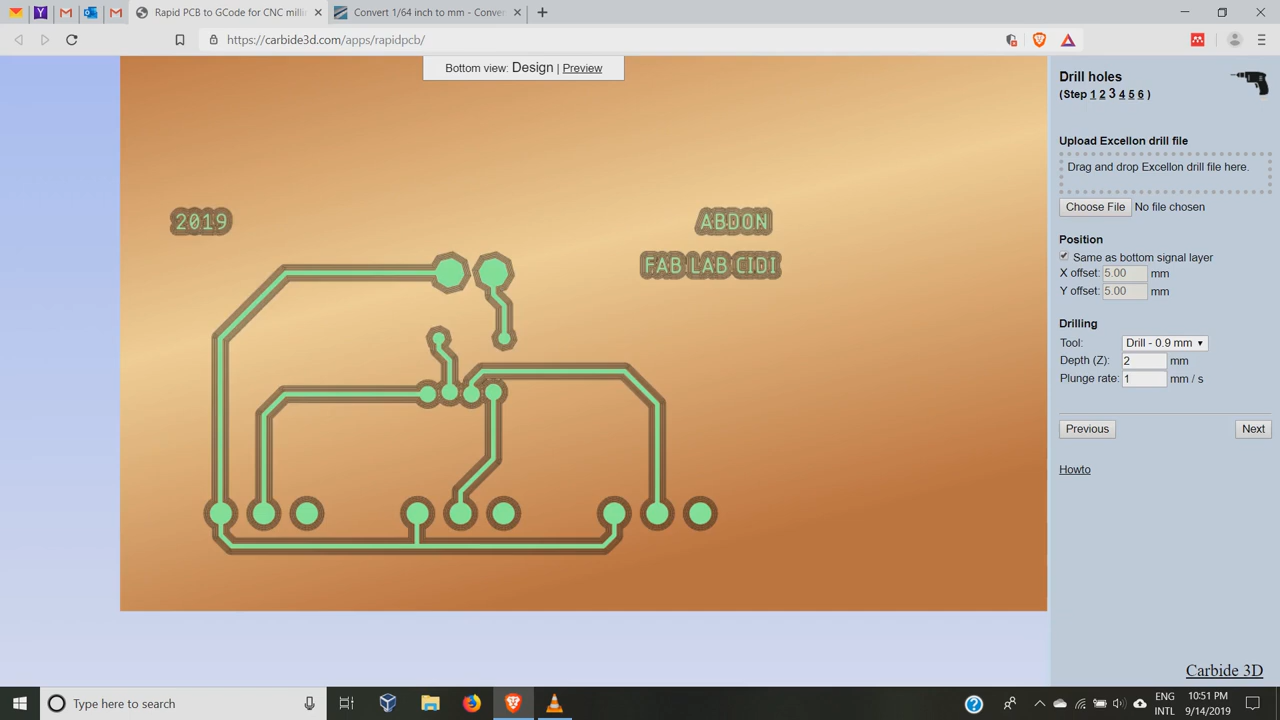 Rapid PCB to GCode for CNC milli
Convert 1/64 inch to mm - Conver
https://carbide3d.com/apps/rapidpcb/
Bottom view: Design | Preview
2019
ABDON
FAB LAB CIDI
Drill holes
(Step 1 2 3 4 5 6 )
Upload Excellon drill file
Drag and drop Excellon drill file here.
Choose File No file chosen
Position
Same as bottom signal layer
X offset: 5.00 mm
Y offset: 5.00 mm
Drilling
Tool: Drill - 0.9 mm
Depth (Z): 2 mm
Plunge rate: 1 mm / s
Previous Next
Howto
Carbide 3D
Type here to search
ENG
INTL
10:51 PM
9/14/2019